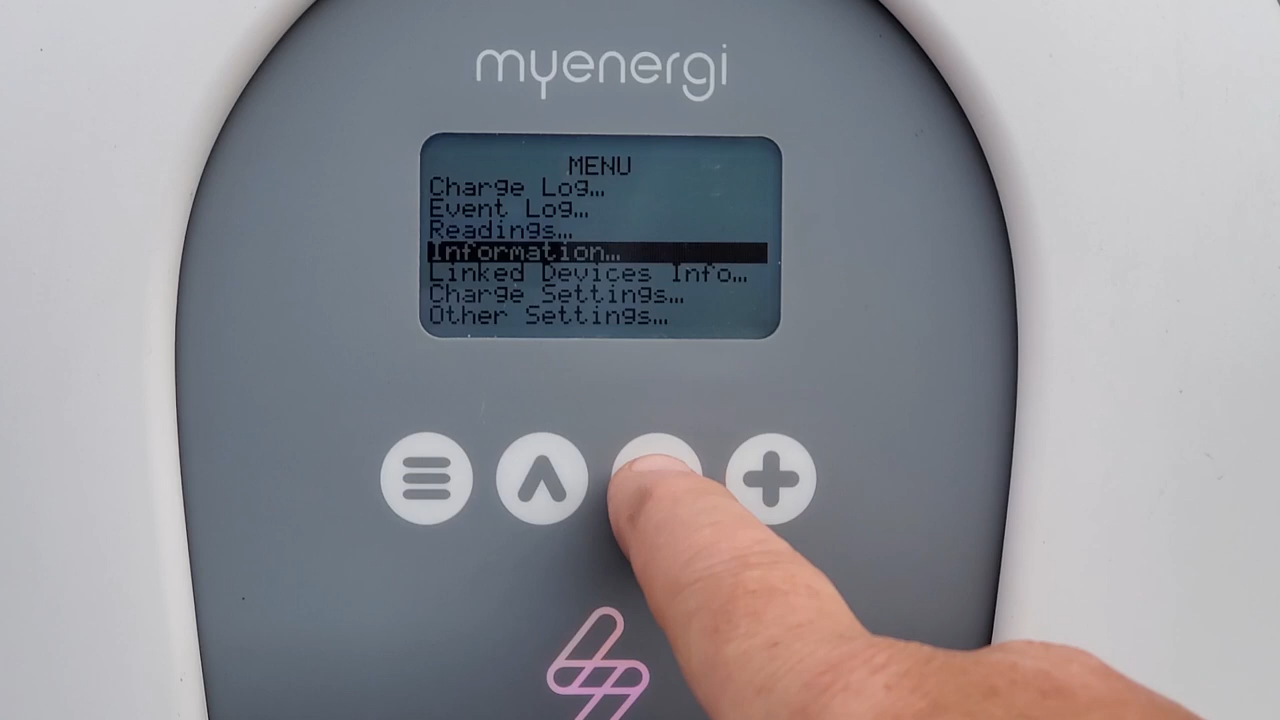 myenergi
MENU
Charge Log...
Event Log...
Readings...
Information...
Linked Devices Info...
Charge Settings...
Other Settings...